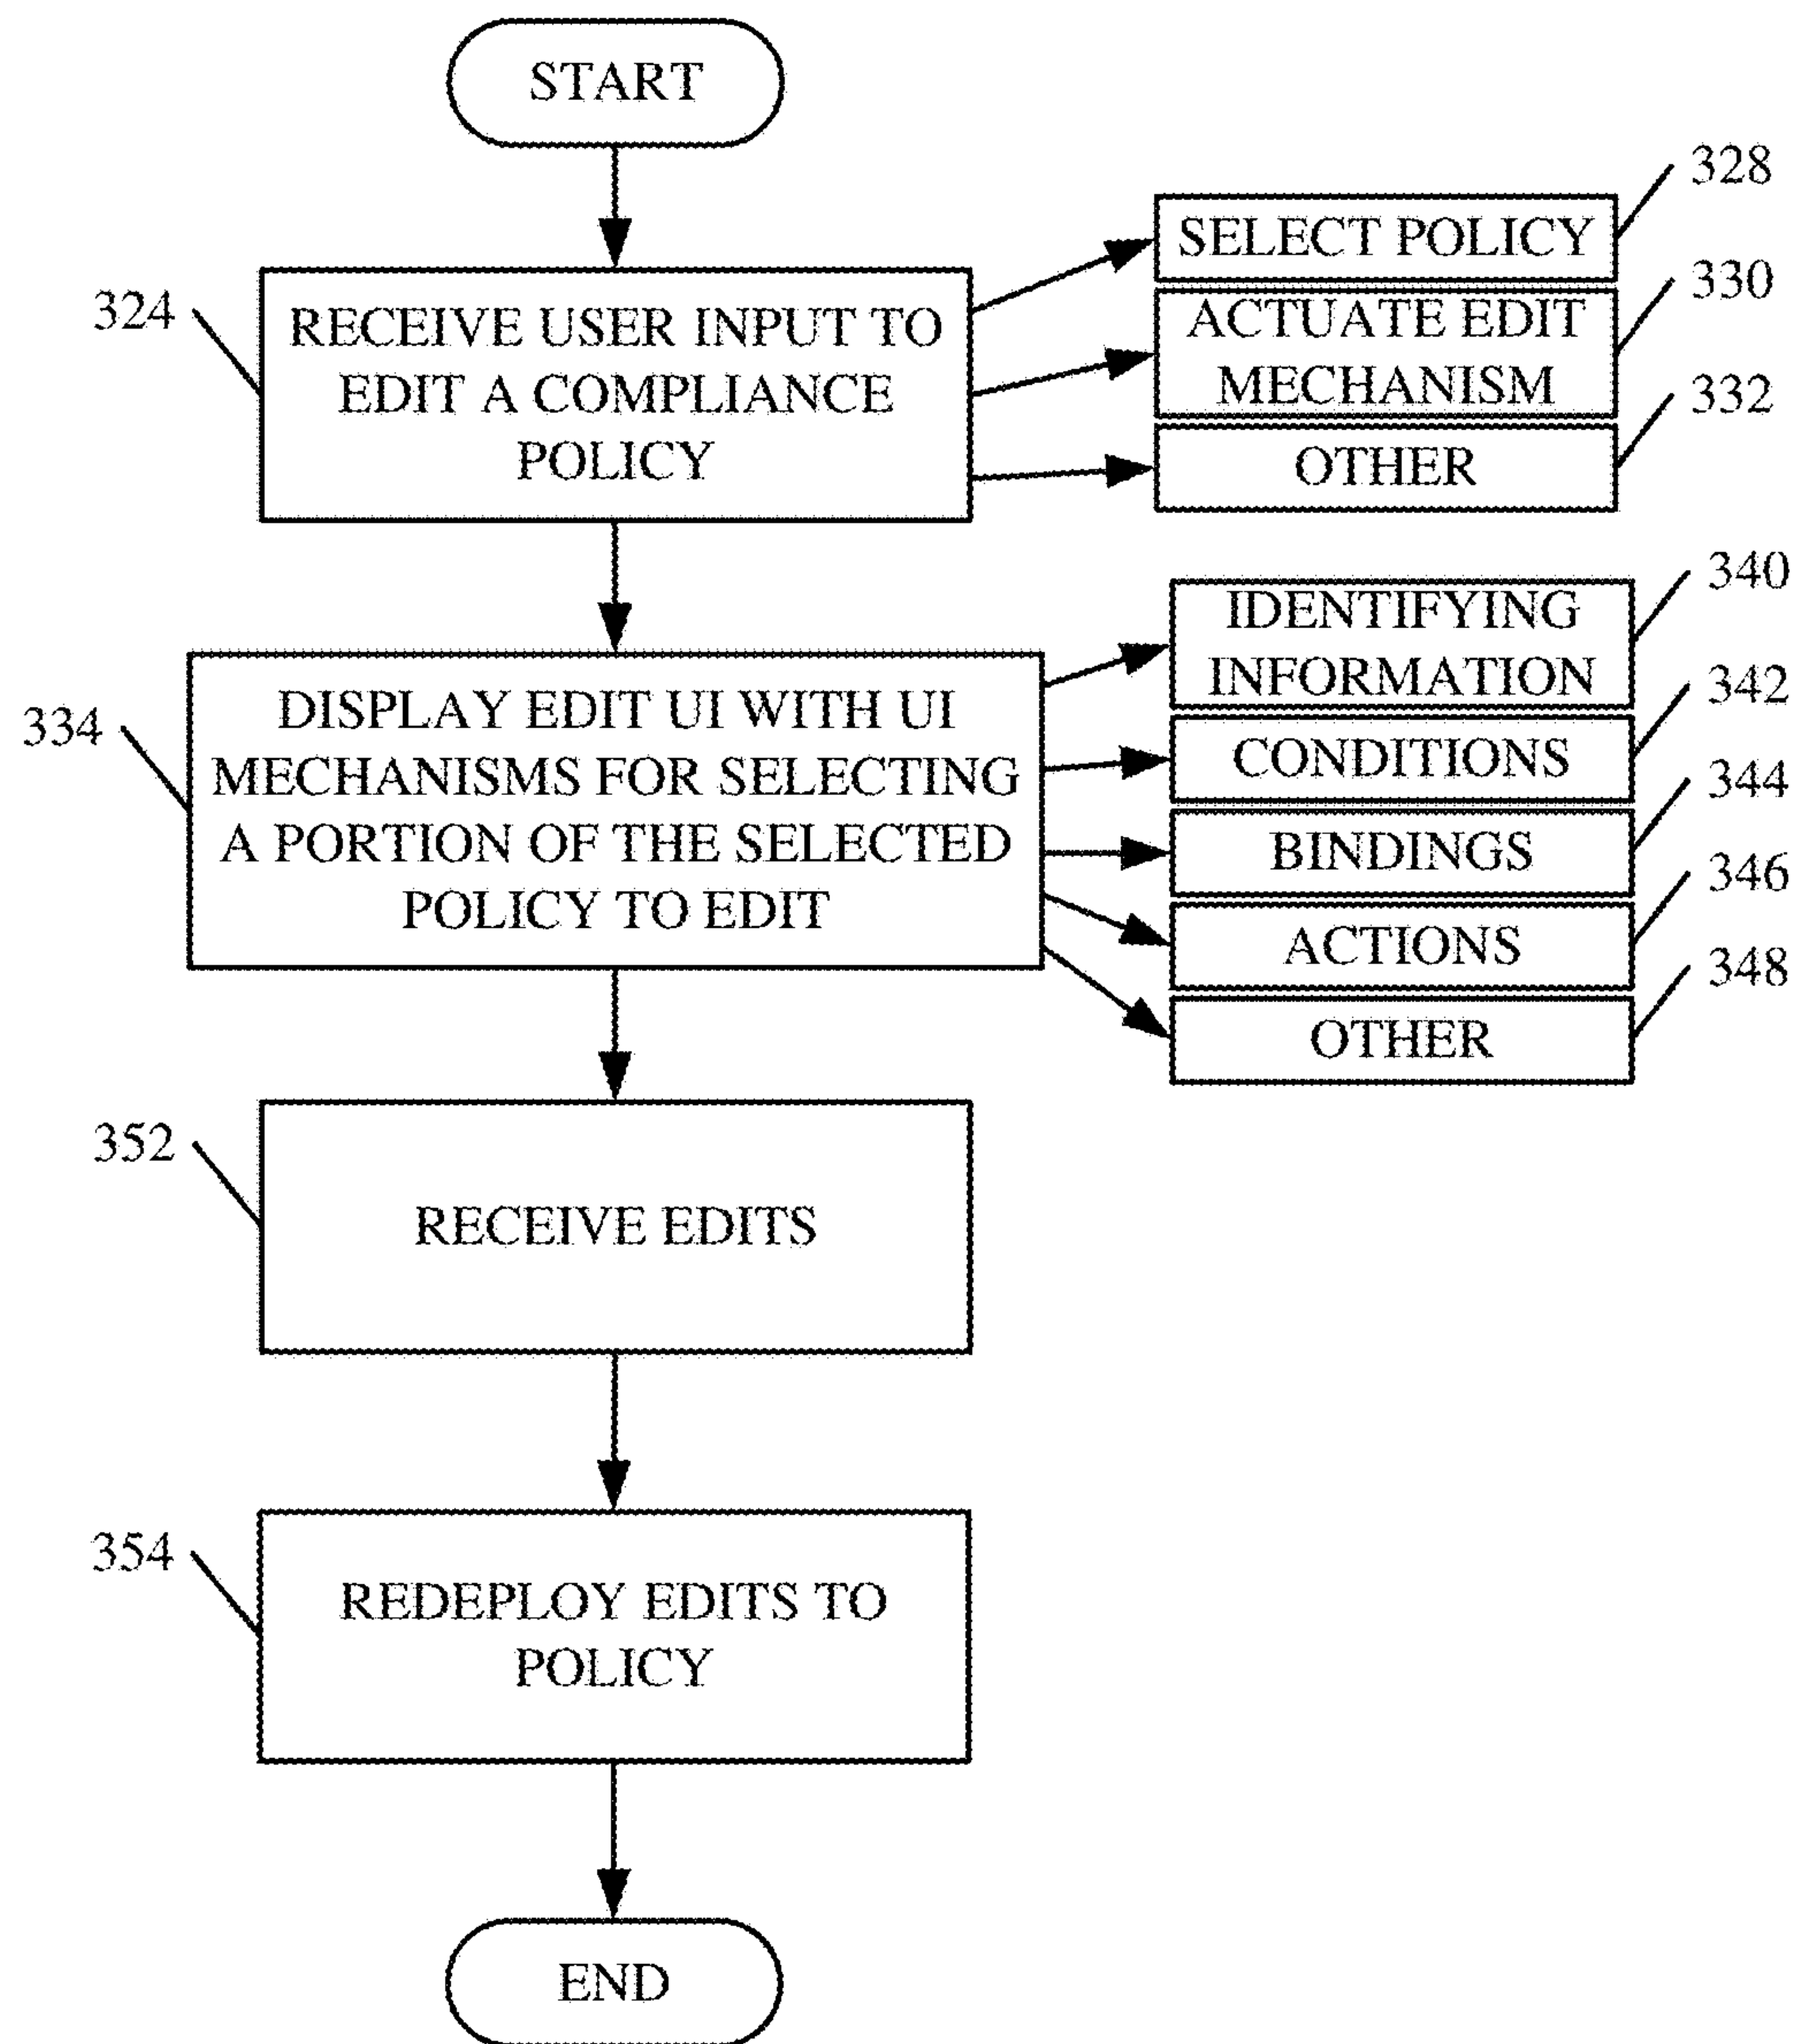 START
324
RECEIVE USER INPUT TO
EDIT A COMPLIANCE
POLICY
SELECT POLICY
328
ACTUATE EDIT
MECHANISM
330
OTHER
332
334
DISPLAY EDIT UI WITH UI
MECHANISMS FOR SELECTING
A PORTION OF THE SELECTED
POLICY TO EDIT
IDENTIFYING
INFORMATION
340
CONDITIONS
342
BINDINGS
344
ACTIONS
346
OTHER
348
352
RECEIVE EDITS
354
REDEPLOY EDITS TO
POLICY
END